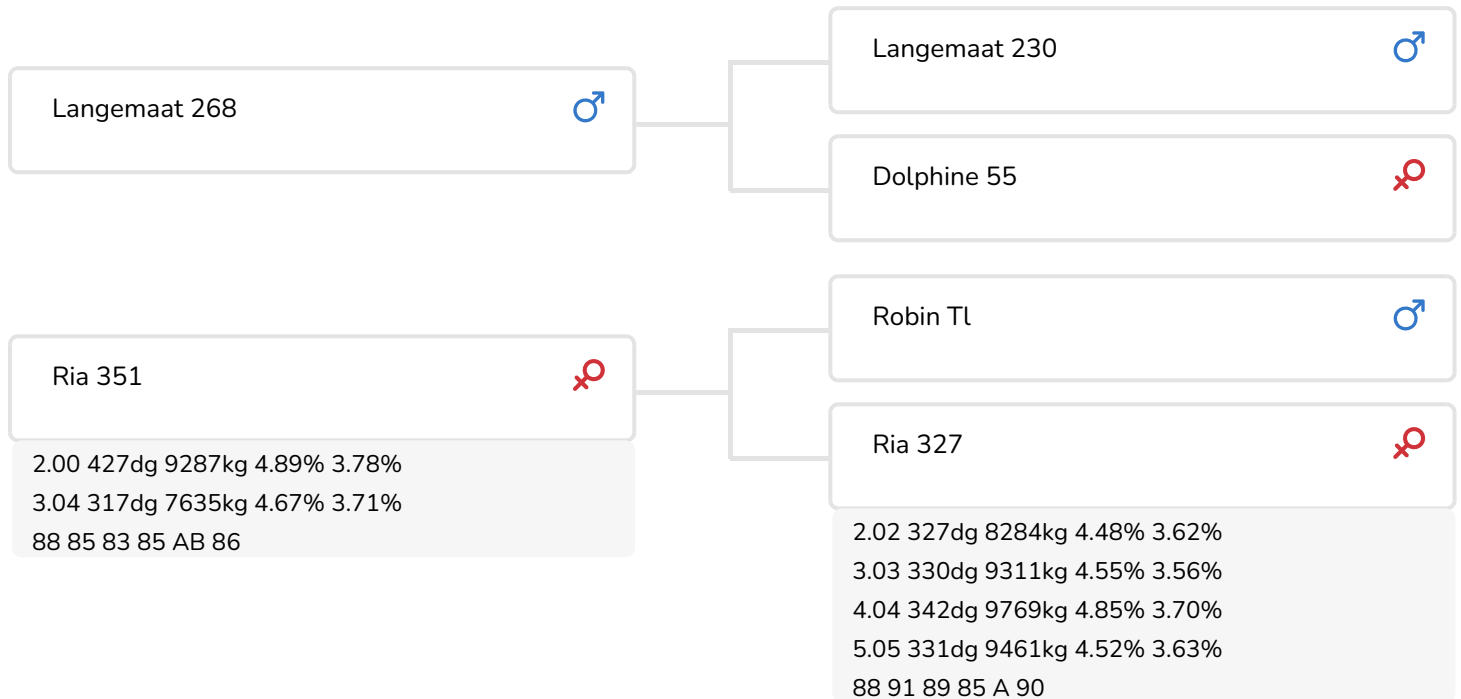 Langemaat 268
Langemaat 230
Dolphine 55
Ria 351
2.00 427dg 9287kg 4.89% 3.78%
3.04 317dg 7635kg 4.67% 3.71%
88 85 83 85 AB 86
Robin Tl
Ria 327
2.02 327dg 8284kg 4.48% 3.62%
3.03 330dg 9311kg 4.55% 3.56%
4.04 342dg 9769kg 4.85% 3.70%
5.05 331dg 9461kg 4.52% 3.63%
88 91 89 85 A 90